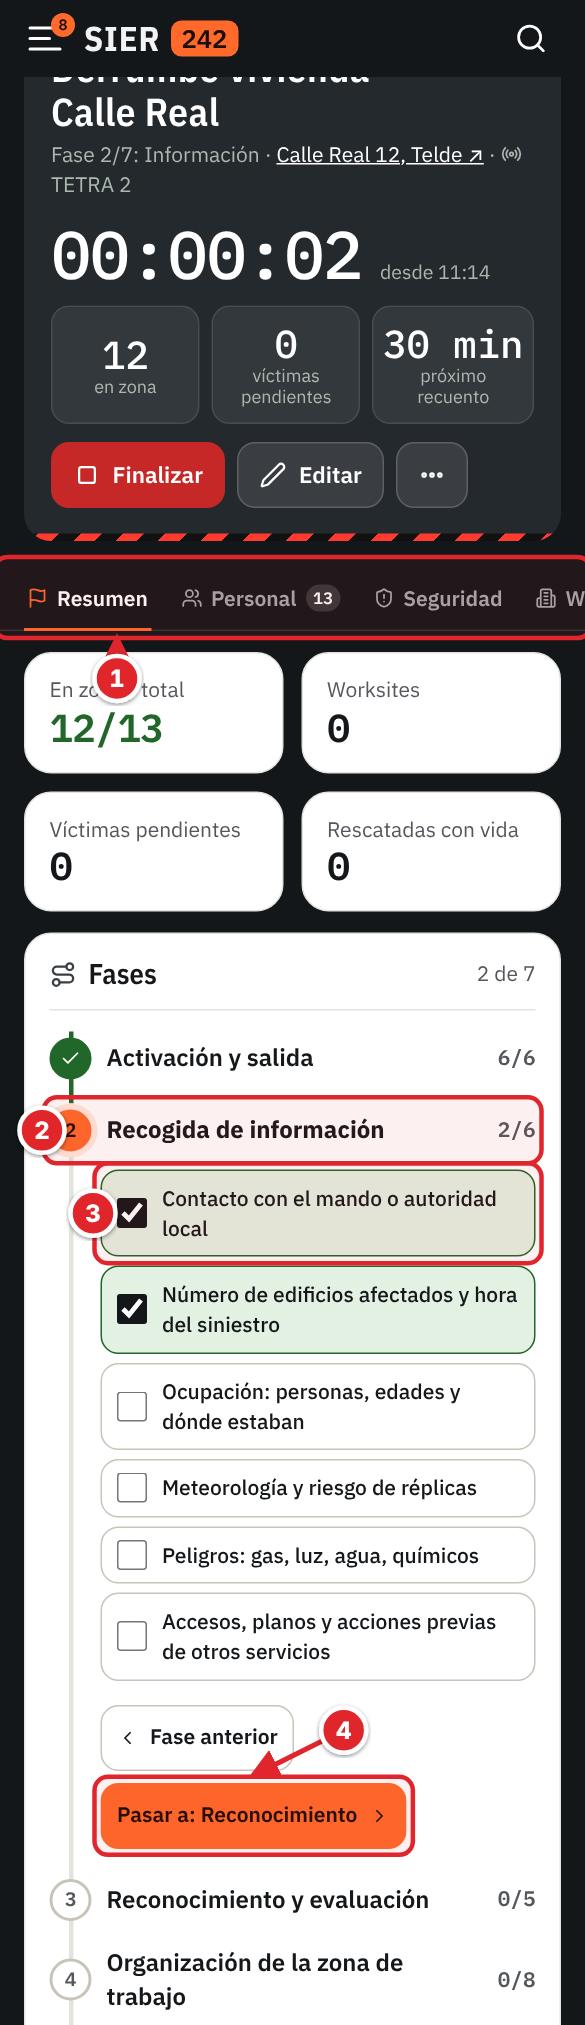 8
SIER 242
Derrumbe vivienda
Calle Real
Fase 2/7: Información · Calle Real 12, Telde ↗ ·
TETRA 2
00:00:02 desde 11:14
12
en zona
0
víctimas
pendientes
30 min
próximo
recuento
Finalizar
Editar
···
Resumen
Personal 13
Seguridad
W
1
En zo total
12/13
Worksites
0
Víctimas pendientes
0
Rescatadas con vida
0
Fases 2 de 7
Activación y salida 6/6
2 2 Recogida de información 2/6
3 Contacto con el mando o autoridad
local
Número de edificios afectados y hora
del siniestro
Ocupación: personas, edades y
dónde estaban
Meteorología y riesgo de réplicas
Peligros: gas, luz, agua, químicos
Accesos, planos y acciones previas
de otros servicios
‹ Fase anterior
4
Pasar a: Reconocimiento ›
3 Reconocimiento y evaluación 0/5
4 Organización de la zona de
trabajo 0/8